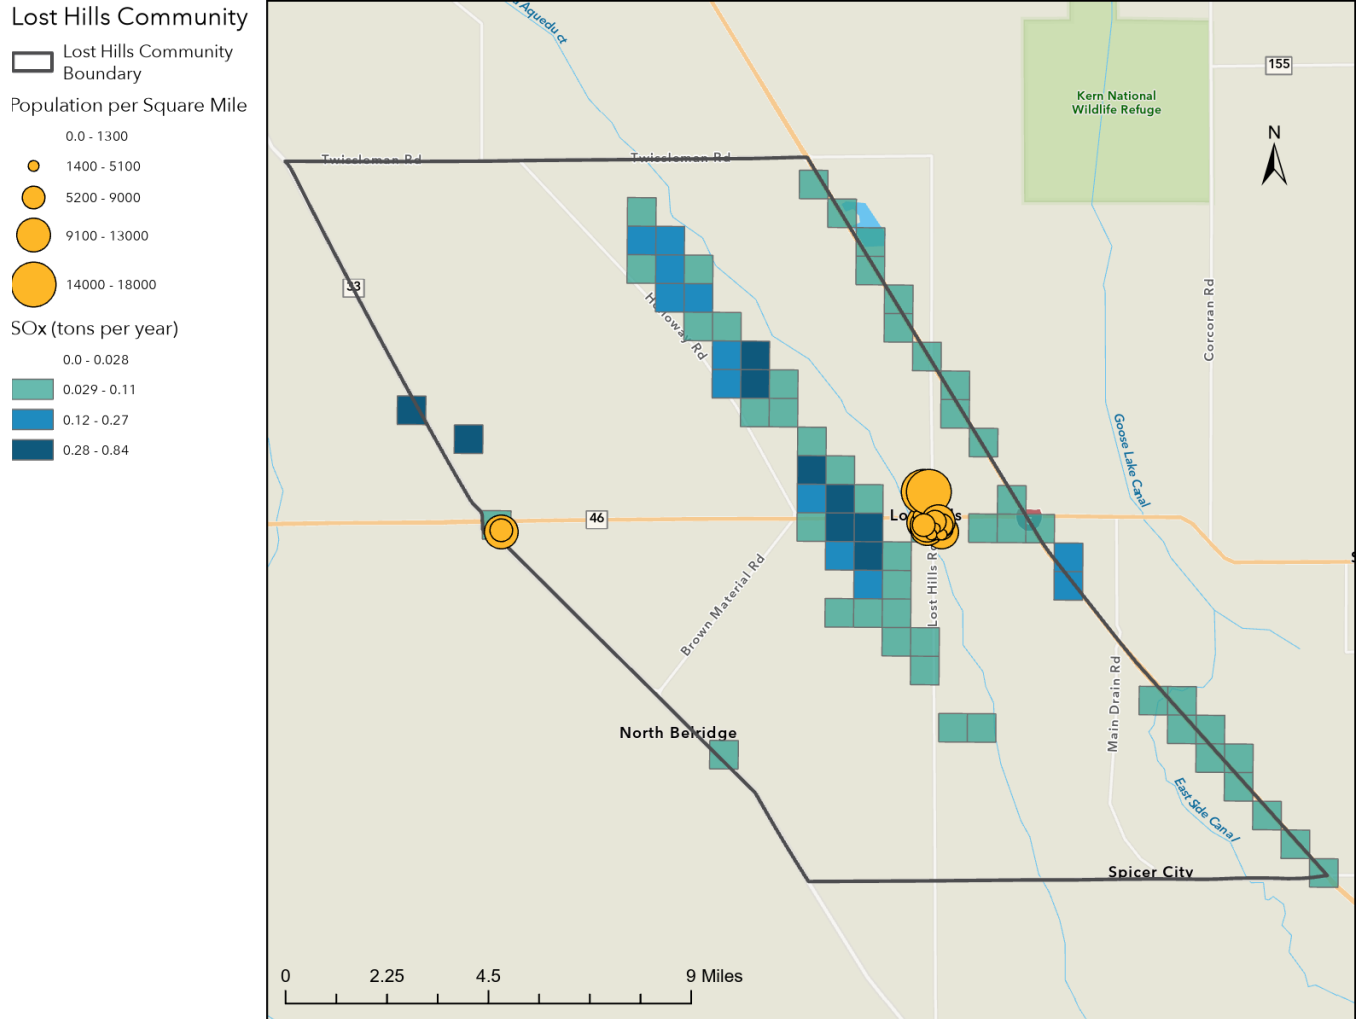 Lost Hills Community
Lost Hills Community
Boundary
Population per Square Mile
0.0 - 1300
1400 - 5100
5200 - 9000
9100 - 13000
14000 - 18000
SOx (tons per year)
0.0 - 0.028
0.029 - 0.11
0.12 - 0.27
0.28 - 0.84
Aqueduct
155
Kern National
Wildlife Refuge
N
Twisselman Rd
Twisselman Rd
33
Holloway Rd
Corcoran Rd
Goose Lake Canal
46
Lost Hills Rd
Brown Material Rd
Main Drain Rd
North Belridge
East Side Canal
Spicer City
0
2.25
4.5
9 Miles